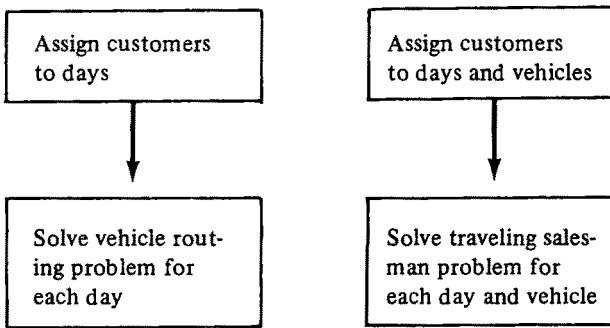 Assign customers
to days
Assign customers
to days and vehicles
Solve vehicle rout-
ing problem for
each day
Solve traveling sales-
man problem for
each day and vehicle